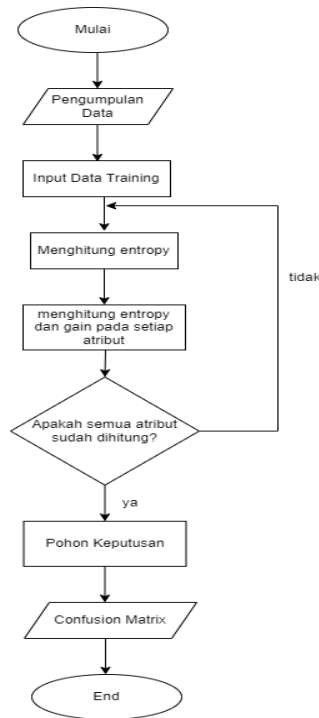 Mulai
Pengumpulan
Data
Input Data Training
Menghitung entropy
tidak
menghitung entropy
dan gain pada setiap
atribut
Apakah semua atribut
sudah dihitung?
ya
Pohon Keputusan
Confusion Matrix
End